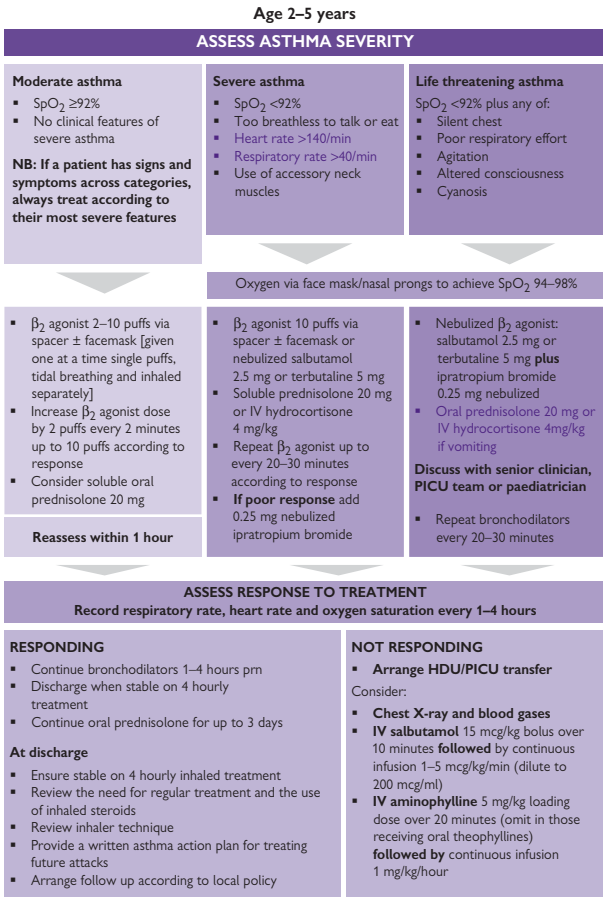 Age 2–5 years
ASSESS ASTHMA SEVERITY
Moderate asthma
▪ SpO₂ ≥92%
▪ No clinical features of
severe asthma
NB: If a patient has signs and
symptoms across categories,
always treat according to
their most severe features
Severe asthma
▪ SpO₂ <92%
▪ Too breathless to talk or eat
▪ Heart rate >140/min
▪ Respiratory rate >40/min
▪ Use of accessory neck
muscles
Life threatening asthma
SpO₂ <92% plus any of:
▪ Silent chest
▪ Poor respiratory effort
▪ Agitation
▪ Altered consciousness
▪ Cyanosis
Oxygen via face mask/nasal prongs to achieve SpO₂ 94–98%
▪ β₂ agonist 2–10 puffs via
spacer ± facemask [given
one at a time single puffs,
tidal breathing and inhaled
separately]
▪ Increase β₂ agonist dose
by 2 puffs every 2 minutes
up to 10 puffs according to
response
▪ Consider soluble oral
prednisolone 20 mg
Reassess within 1 hour
▪ β₂ agonist 10 puffs via
spacer ± facemask or
nebulized salbutamol
2.5 mg or terbutaline 5 mg
▪ Soluble prednisolone 20 mg
or IV hydrocortisone
4 mg/kg
▪ Repeat β₂ agonist up to
every 20–30 minutes
according to response
▪ If poor response add
0.25 mg nebulized
ipratropium bromide
▪ Nebulized β₂ agonist:
salbutamol 2.5 mg or
terbutaline 5 mg plus
ipratropium bromide
0.25 mg nebulized
▪ Oral prednisolone 20 mg or
IV hydrocortisone 4mg/kg
if vomiting
Discuss with senior clinician,
PICU team or paediatrician
▪ Repeat bronchodilators
every 20–30 minutes
ASSESS RESPONSE TO TREATMENT
Record respiratory rate, heart rate and oxygen saturation every 1–4 hours
RESPONDING
▪ Continue bronchodilators 1–4 hours prn
▪ Discharge when stable on 4 hourly
treatment
▪ Continue oral prednisolone for up to 3 days
At discharge
▪ Ensure stable on 4 hourly inhaled treatment
▪ Review the need for regular treatment and the use
of inhaled steroids
▪ Review inhaler technique
▪ Provide a written asthma action plan for treating
future attacks
▪ Arrange follow up according to local policy
NOT RESPONDING
▪ Arrange HDU/PICU transfer
Consider:
▪ Chest X-ray and blood gases
▪ IV salbutamol 15 mcg/kg bolus over
10 minutes followed by continuous
infusion 1–5 mcg/kg/min (dilute to
200 mcg/ml)
▪ IV aminophylline 5 mg/kg loading
dose over 20 minutes (omit in those
receiving oral theophyllines)
followed by continuous infusion
1 mg/kg/hour